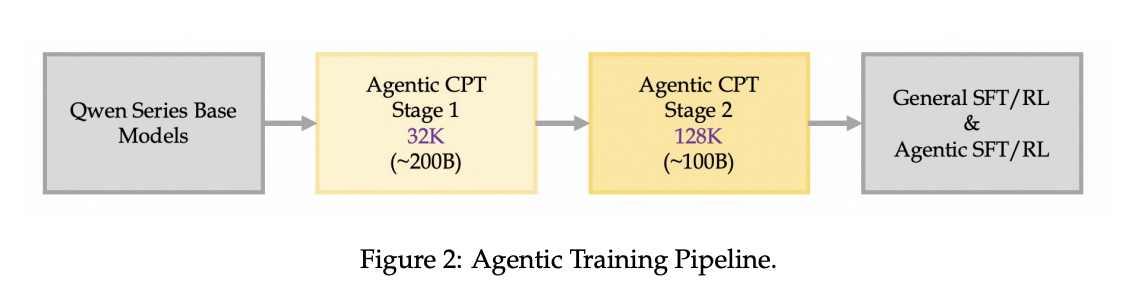 Qwen Series Base
Models
Agentic CPT
Stage 1
32K
(~200B)
Agentic CPT
Stage 2
128K
(~100B)
General SFT/RL
&
Agentic SFT/RL
Figure 2: Agentic Training Pipeline.